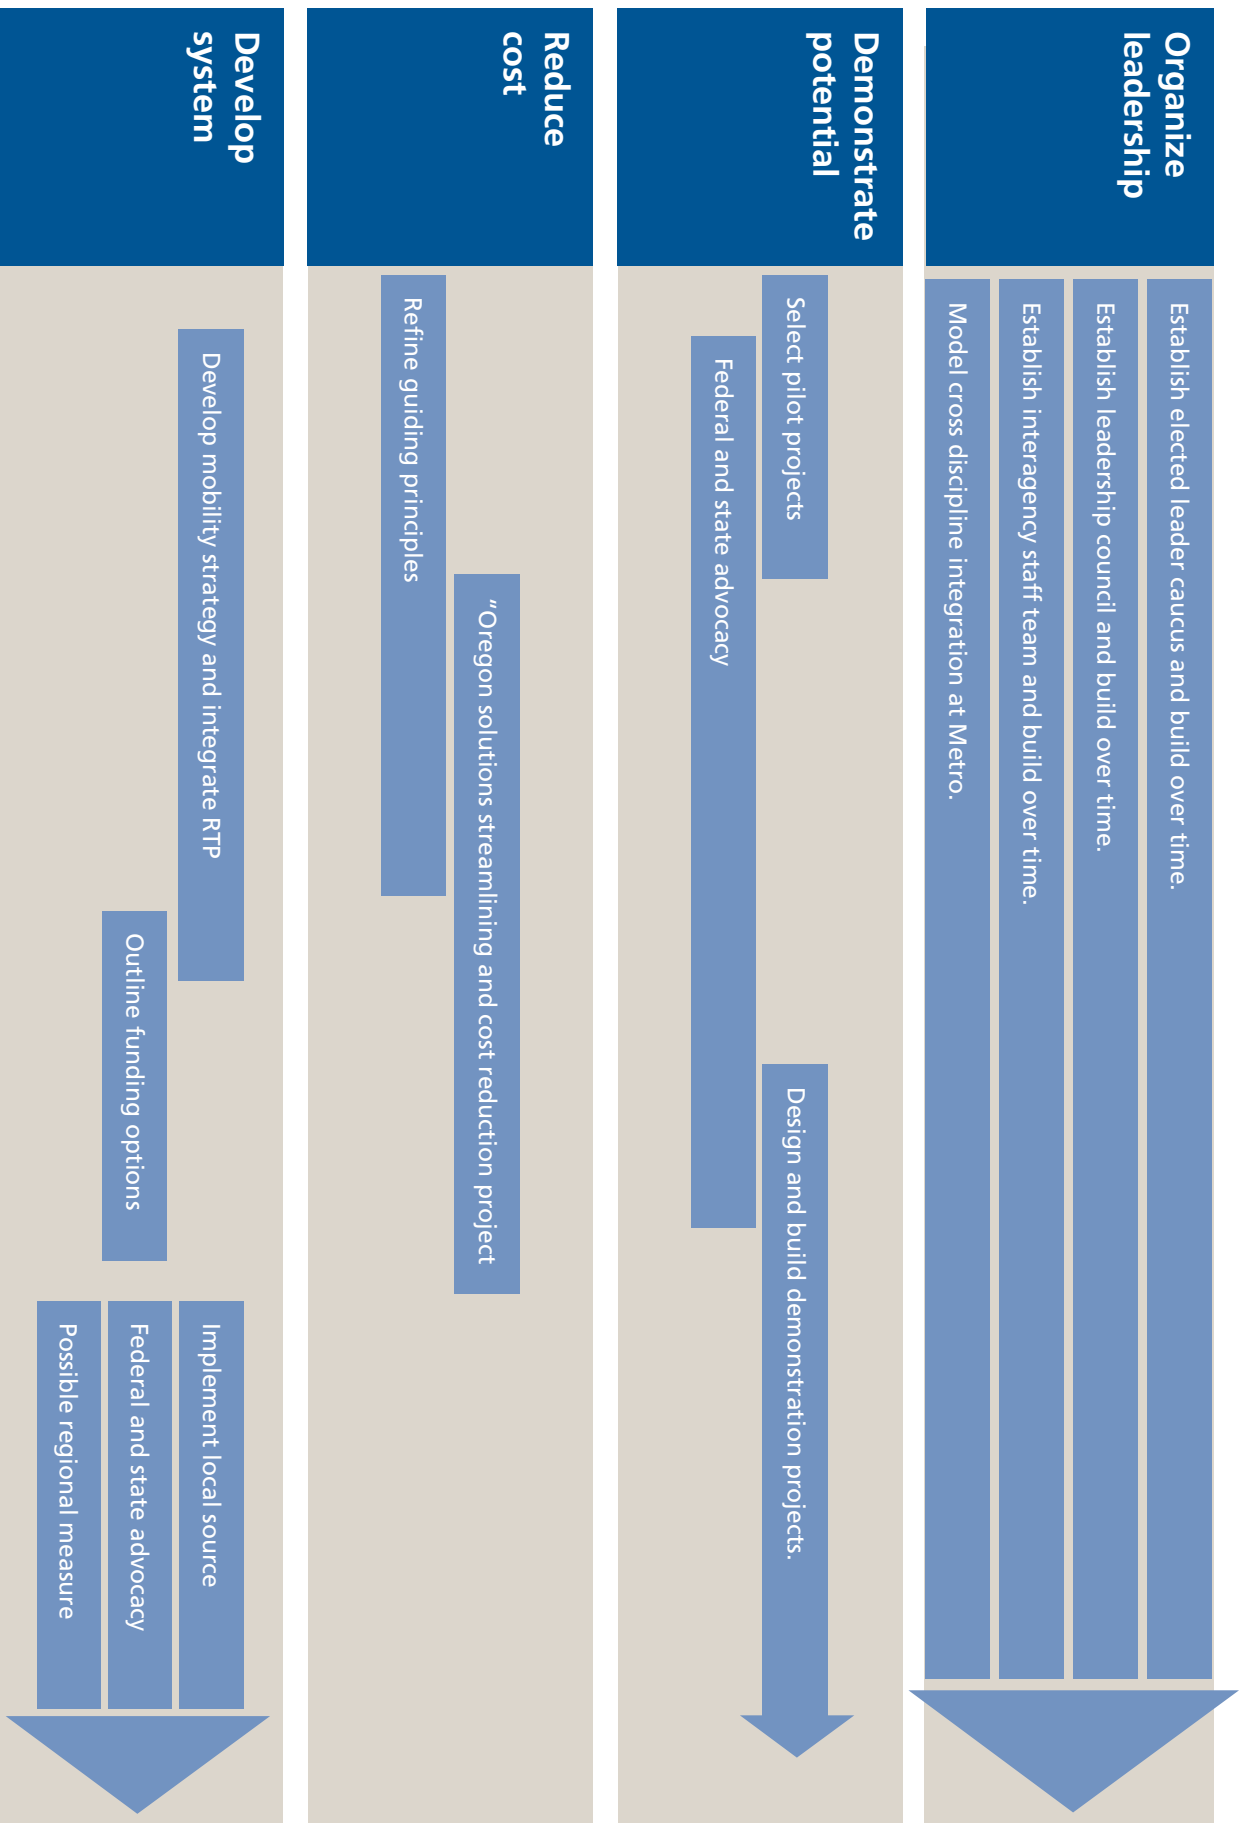 Organize
leadership
Establish elected leader caucus and build over time.
Establish leadership council and build over time.
Establish interagency staff team and build over time.
Model cross discipline integration at Metro.
Demonstrate
potential
Select pilot projects
Design and build demonstration projects.
Federal and state advocacy
Reduce
cost
“Oregon solutions streamlining and cost reduction project
Refine guiding principles
Develop
system
Develop mobility strategy and integrate RTP
Implement local source
Outline funding options
Federal and state advocacy
Possible regional measure